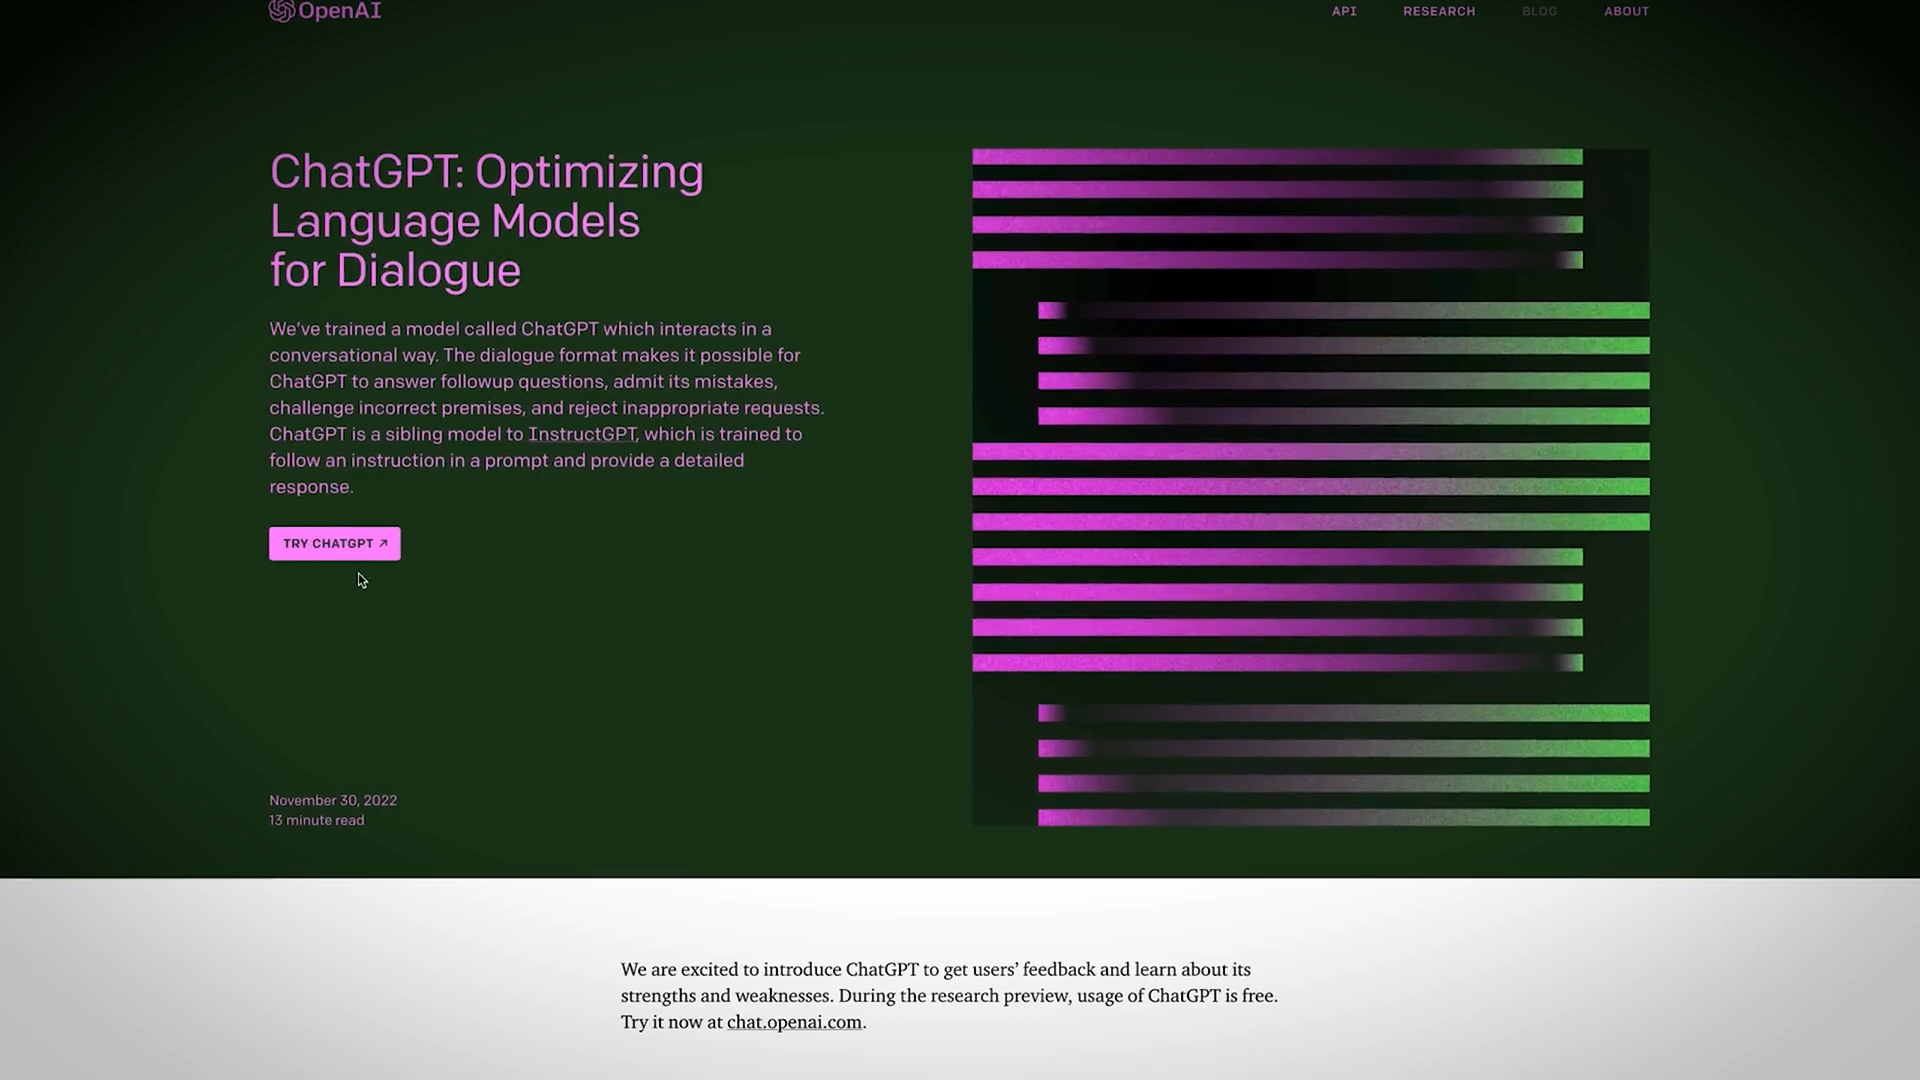 OpenAI
API RESEARCH BLOG ABOUT
ChatGPT: Optimizing
Language Models
for Dialogue
We’ve trained a model called ChatGPT which interacts in a
conversational way. The dialogue format makes it possible for
ChatGPT to answer followup questions, admit its mistakes,
challenge incorrect premises, and reject inappropriate requests.
ChatGPT is a sibling model to InstructGPT, which is trained to
follow an instruction in a prompt and provide a detailed
response.
TRY CHATGPT ↗
November 30, 2022
13 minute read
We are excited to introduce ChatGPT to get users’ feedback and learn about its
strengths and weaknesses. During the research preview, usage of ChatGPT is free.
Try it now at chat.openai.com.